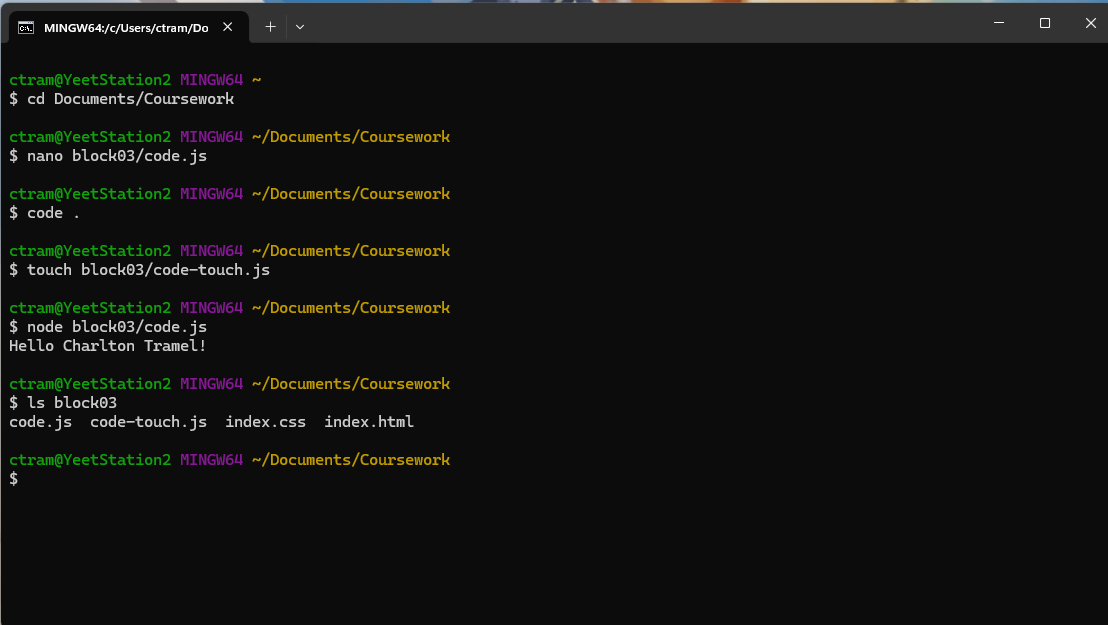 MINGW64:/c/Users/ctram/Do
ctram@YeetStation2 MINGW64 ~
$ cd Documents/Coursework
ctram@YeetStation2 MINGW64 ~/Documents/Coursework
$ nano block03/code.js
ctram@YeetStation2 MINGW64 ~/Documents/Coursework
$ code .
ctram@YeetStation2 MINGW64 ~/Documents/Coursework
$ touch block03/code-touch.js
ctram@YeetStation2 MINGW64 ~/Documents/Coursework
$ node block03/code.js
Hello Charlton Tramel!
ctram@YeetStation2 MINGW64 ~/Documents/Coursework
$ ls block03
code.js  code-touch.js  index.css  index.html
ctram@YeetStation2 MINGW64 ~/Documents/Coursework
$